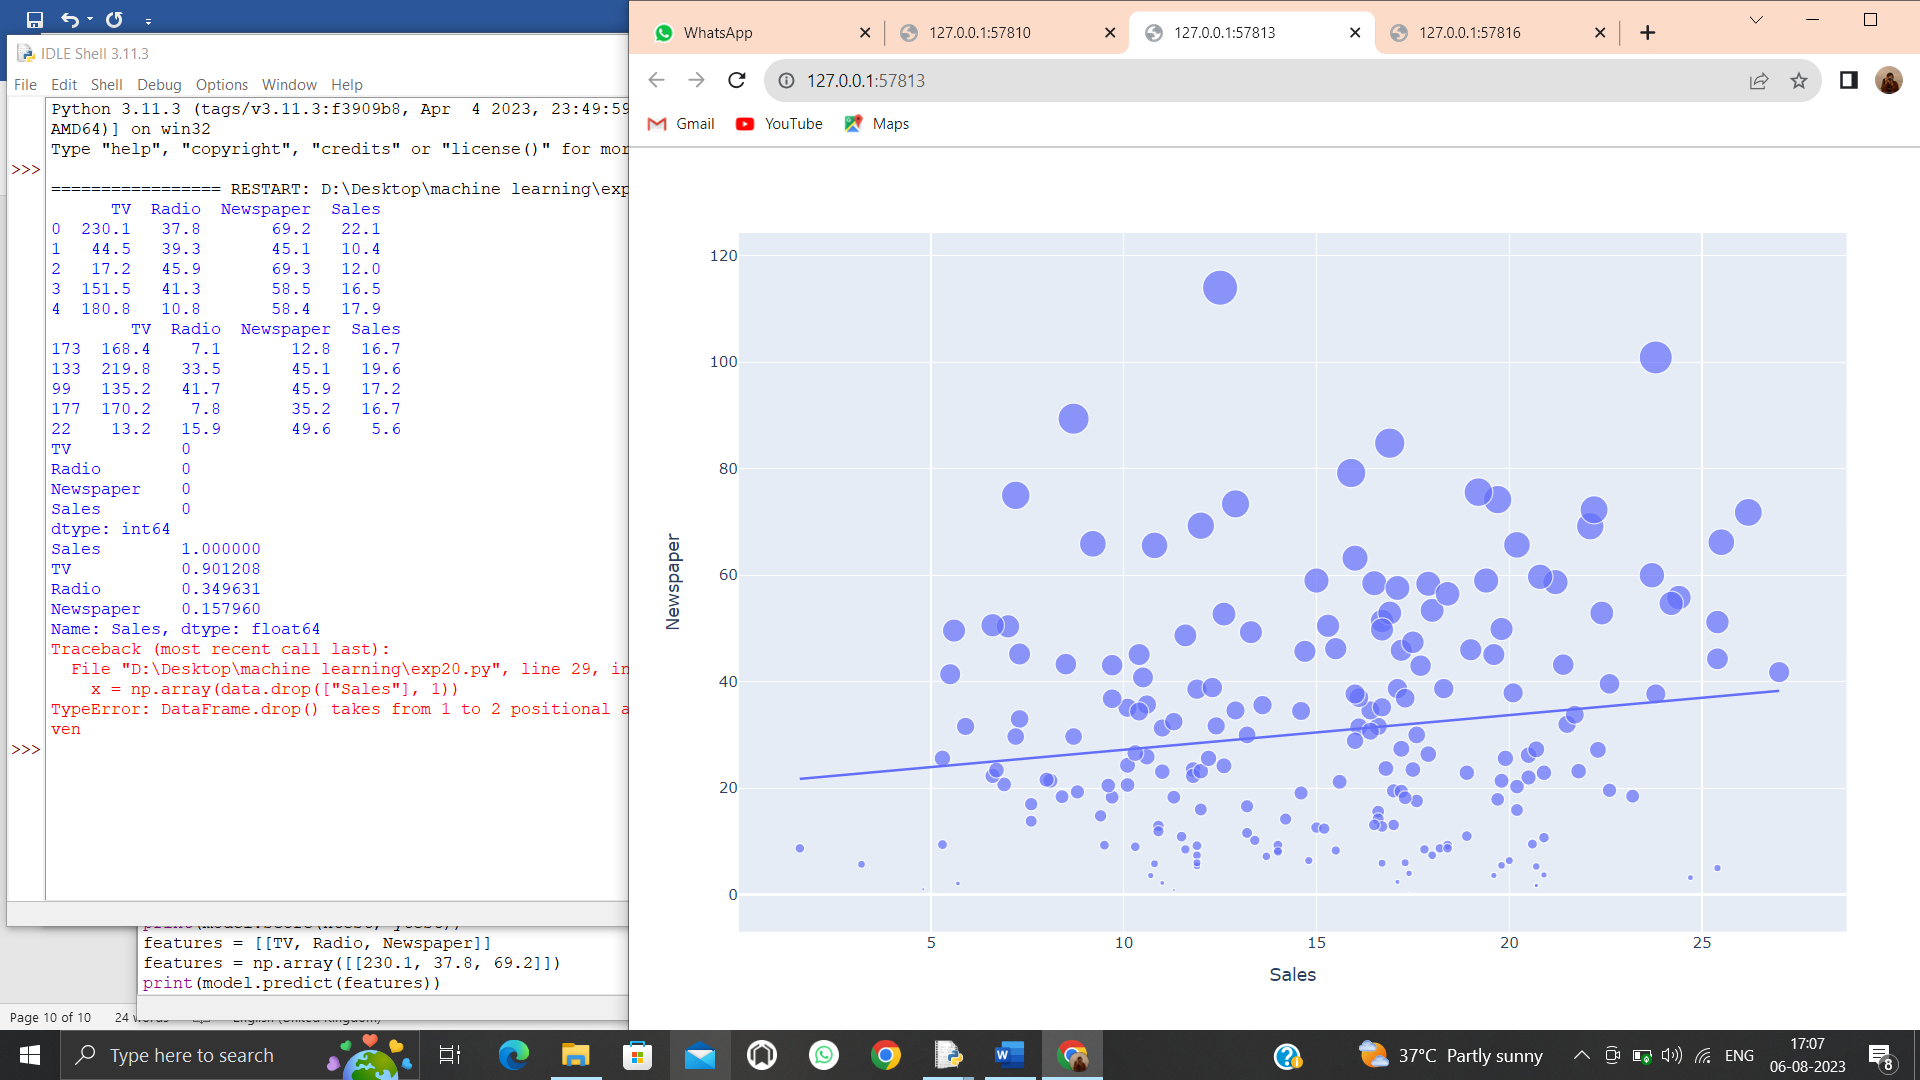 IDLE Shell 3.11.3
File Edit Shell Debug Options Window Help
Python 3.11.3 (tags/v3.11.3:f3909b8, Apr 4 2023, 23:49:59
AMD64)] on win32
Type "help", "copyright", "credits" or "license()" for mor
>>>
================= RESTART: D:\Desktop\machine learning\exp
TV Radio Newspaper Sales
0 230.1 37.8 69.2 22.1
1 44.5 39.3 45.1 10.4
2 17.2 45.9 69.3 12.0
3 151.5 41.3 58.5 16.5
4 180.8 10.8 58.4 17.9
TV Radio Newspaper Sales
173 168.4 7.1 12.8 16.7
133 219.8 33.5 45.1 19.6
99 135.2 41.7 45.9 17.2
177 170.2 7.8 35.2 16.7
22 13.2 15.9 49.6 5.6
TV 0
Radio 0
Newspaper 0
Sales 0
dtype: int64
Sales 1.000000
TV 0.901208
Radio 0.349631
Newspaper 0.157960
Name: Sales, dtype: float64
Traceback (most recent call last):
File "D:\Desktop\machine learning\exp20.py", line 29, in
x = np.array(data.drop(["Sales"], 1))
TypeError: DataFrame.drop() takes from 1 to 2 positional a
ven
>>>
features = [[TV, Radio, Newspaper]]
features = np.array([[230.1, 37.8, 69.2]])
print(model.predict(features))
Page 10 of 10 24 words English (United Kingdom)
WhatsApp
127.0.0.1:57810
127.0.0.1:57813
127.0.0.1:57816
127.0.0.1:57813
Gmail YouTube Maps
120
100
80
60
40
20
0
Newspaper
5 10 15 20 25
Sales
Type here to search
37°C Partly sunny
ENG
17:07
06-08-2023
8